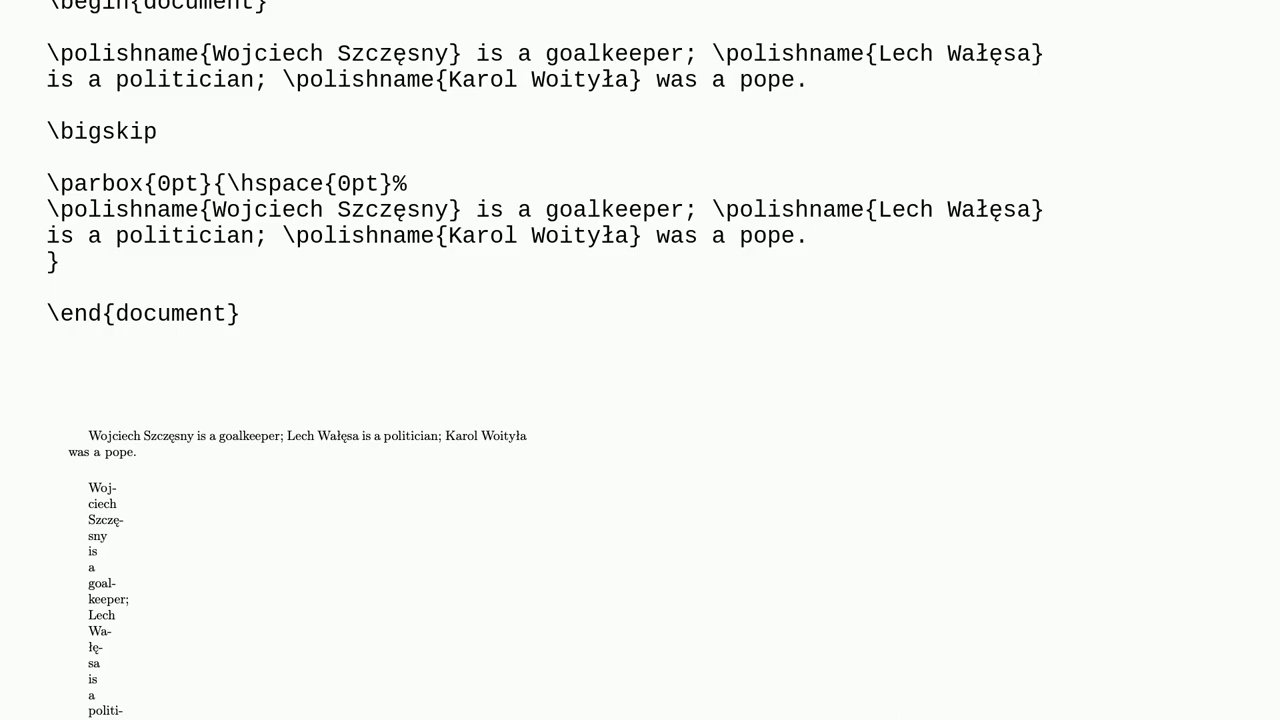 \begin{document}
\polishname{Wojciech Szczęsny} is a goalkeeper; \polishname{Lech Wałęsa}
is a politician; \polishname{Karol Woityła} was a pope.
\bigskip
\parbox{0pt}{\hspace{0pt}%
\polishname{Wojciech Szczęsny} is a goalkeeper; \polishname{Lech Wałęsa}
is a politician; \polishname{Karol Woityła} was a pope.
}
\end{document}
Wojciech Szczęsny is a goalkeeper; Lech Wałęsa is a politician; Karol Woityła
was a pope.
Woj-
ciech
Szczę-
sny
is
a
goal-
keeper;
Lech
Wa-
łę-
sa
is
a
politi-